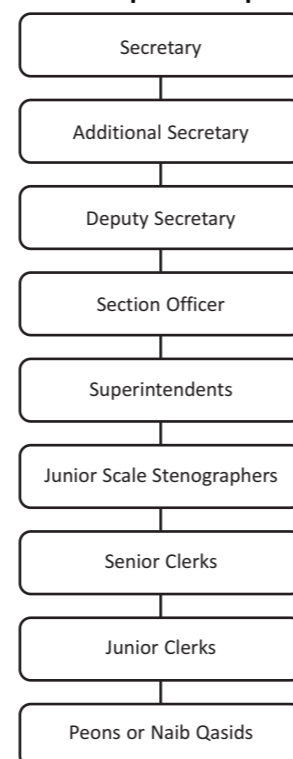 Secretary
Additional Secretary
Deputy Secretary
Section Officer
Superintendents
Junior Scale Stenographers
Senior Clerks
Junior Clerks
Peons or Naib Qasids